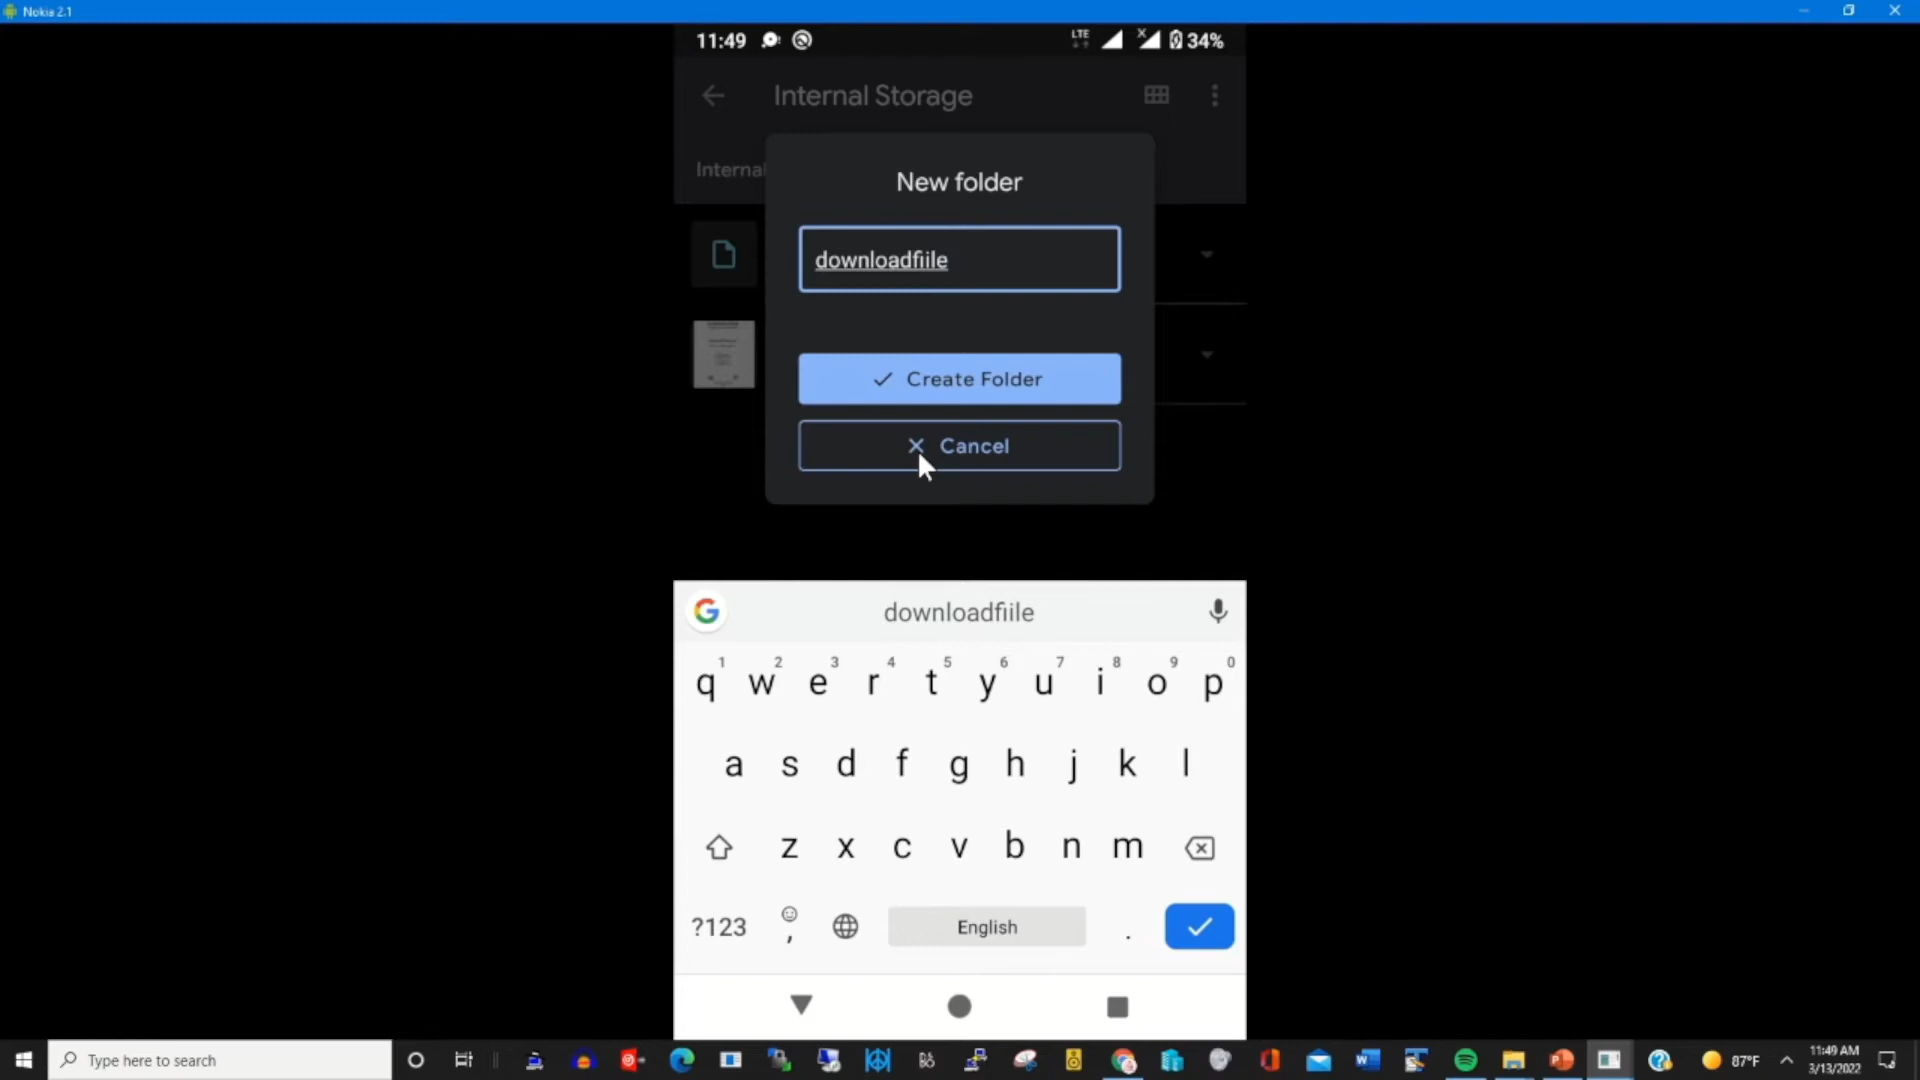 Nokia 2.1
11:49
LTE
34%
Internal Storage
Internal
New folder
downloadfiile
Create Folder
Cancel
downloadfiile
1 2 3 4 5 6 7 8 9 0
q w e r t y u i o p
a s d f g h j k l
z x c v b n m
?123 , English .
Type here to search
87°F
11:49 AM
3/13/2022